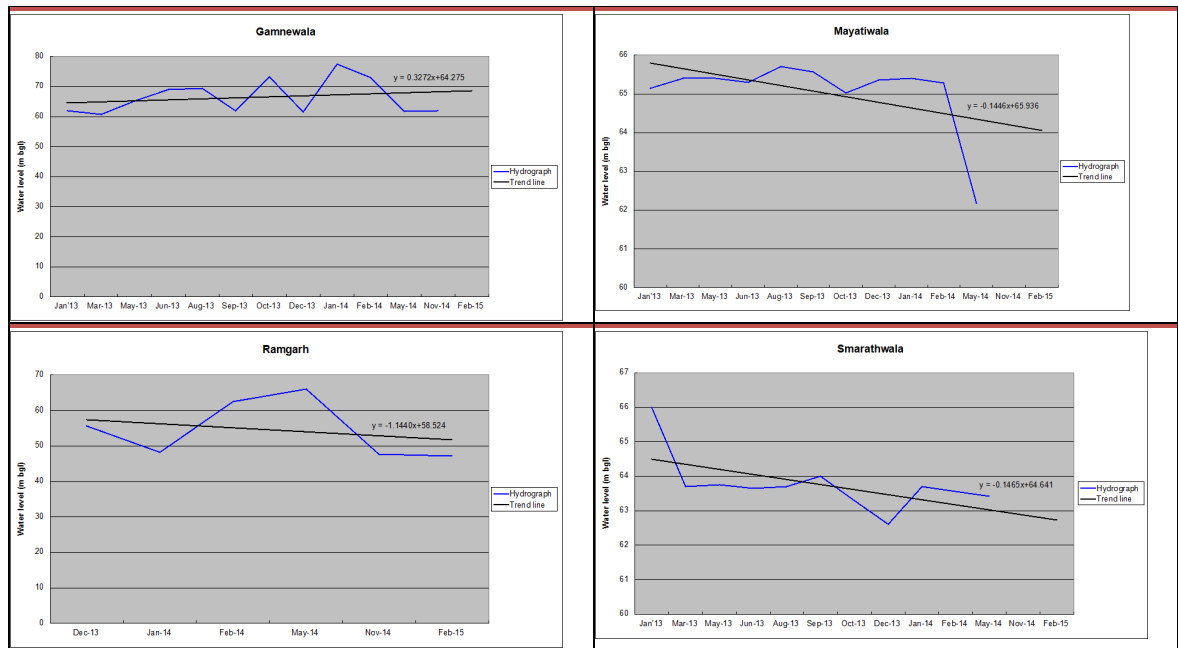 Gamnewala
80
70
60
50
40
30
20
10
0
Water level (m bgl)
y = 0.3272x+64.275
Hydrograph
Trend line
Jan'13 Mar-13 May-13 Jun-13 Aug-13 Sep-13 Oct-13 Dec-13 Jan-14 Feb-14 May-14 Nov-14 Feb-15
Mayatiwala
66
65
64
63
62
61
60
Water level (m bgl)
y = -0.1446x+65.936
Hydrograph
Trend line
Jan'13 Mar-13 May-13 Jun-13 Aug-13 Sep-13 Oct-13 Dec-13 Jan-14 Feb-14 May-14 Feb-15
Ramgarh
70
60
50
40
30
20
10
0
Water level (m bgl)
y = -1.1440x+58.524
Hydrograph
Trend line
Dec-13 Jan-14 Feb-14 May-14 Nov-14 Feb-15
Smarathwala
67
66
65
64
63
62
61
60
Water level (m bgl)
y = -0.1465x+64.641
Hydrograph
Trend line
Jan'13 Mar-13 May-13 Jun-13 Aug-13 Sep-13 Oct-13 Dec-13 Jan-14 Feb-14 May-14 Nov-14 Feb-15